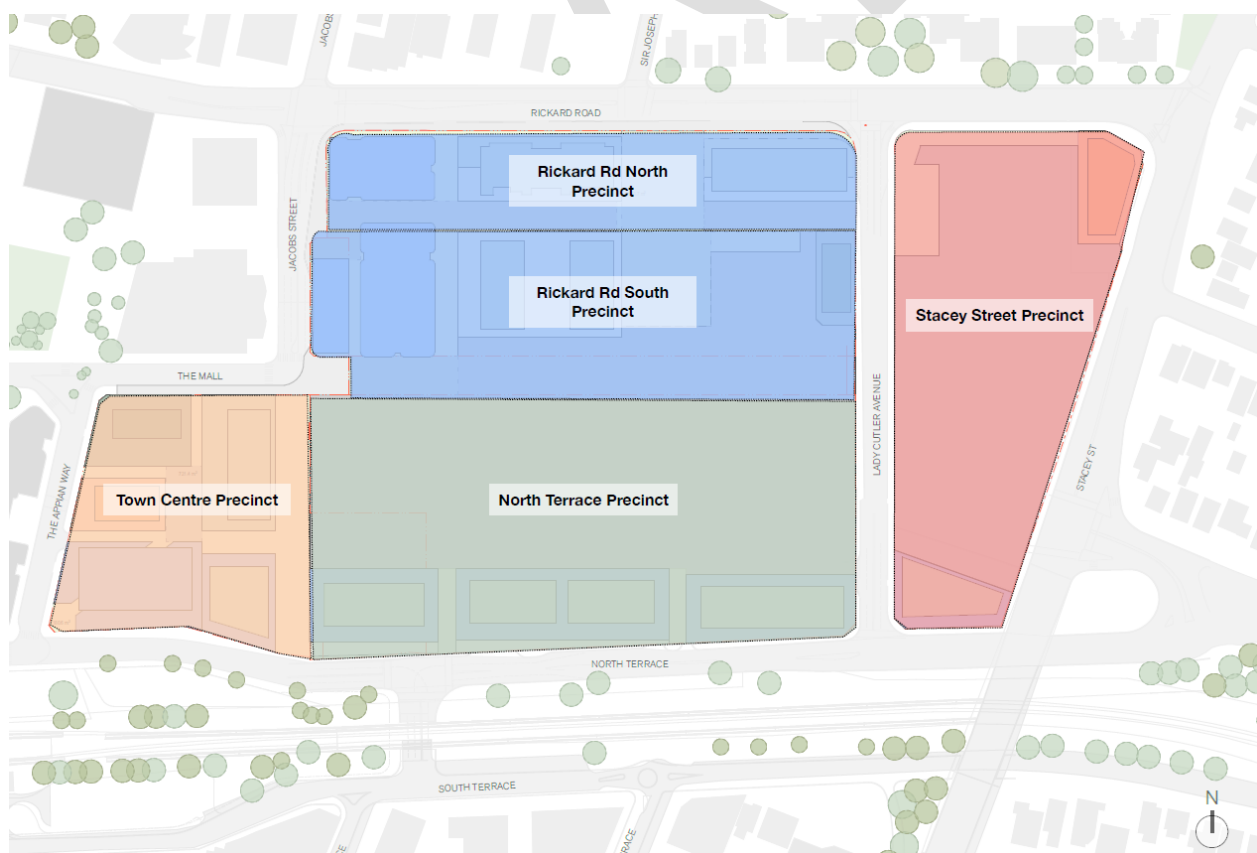 JACOBS
SIR JOSEPH
RICKARD ROAD
Rickard Rd North
Precinct
JACOBS STREET
Rickard Rd South
Precinct
Stacey Street Precinct
THE MALL
LADY CUTLER AVENUE
THE APPIAN WAY
Town Centre Precinct
North Terrace Precinct
STACEY ST
NORTH TERRACE
SOUTH TERRACE
N